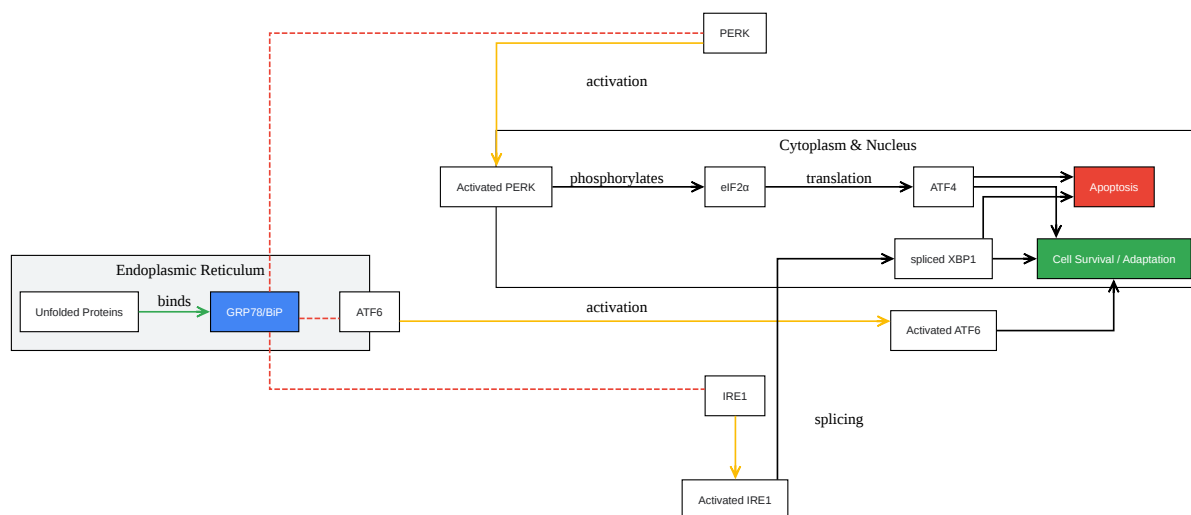 PERK
activation
Cytoplasm & Nucleus
Activated PERK
phosphorylates
eIF2α
translation
ATF4
Apoptosis
spliced XBP1
Cell Survival / Adaptation
Endoplasmic Reticulum
Unfolded Proteins
binds
GRP78/BiP
ATF6
activation
Activated ATF6
IRE1
splicing
Activated IRE1